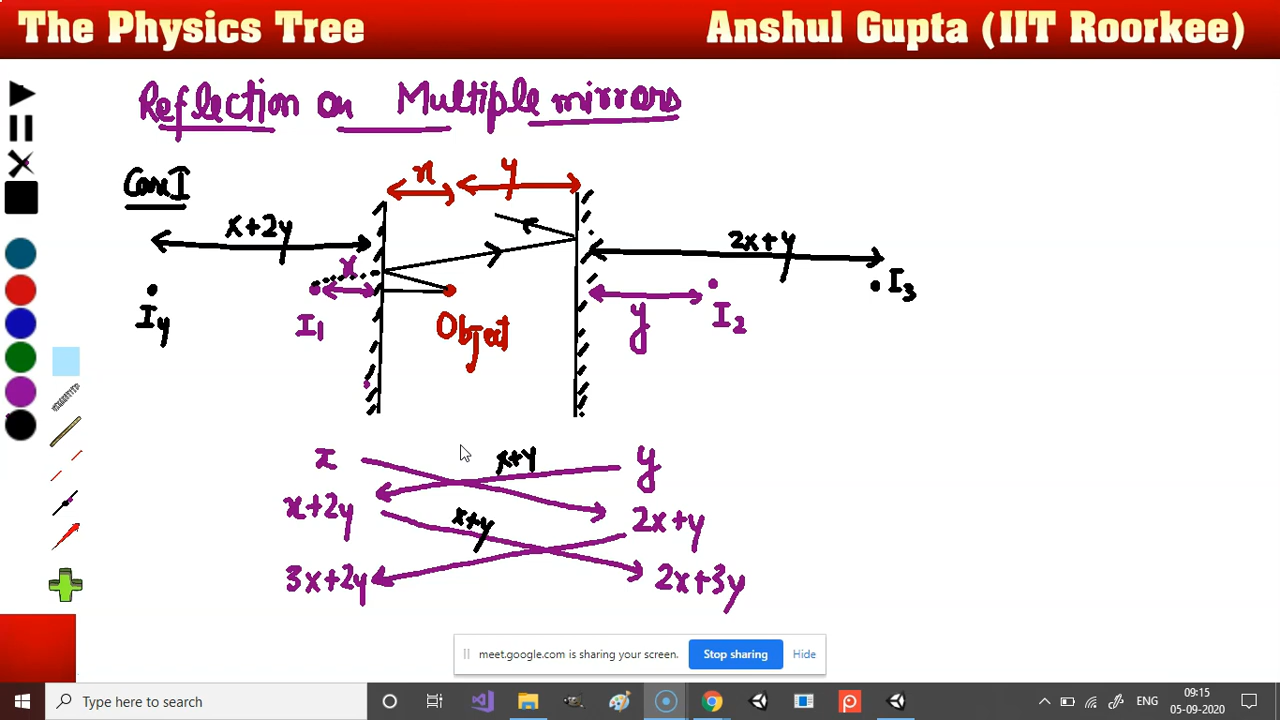 The Physics Tree
Anshul Gupta (IIT Roorkee)
Reflection on Multiple mirrors
Case I
x
y
x+2y
2x+y
x
I1
I2
I3
I4
y
Object
x
x+y
y
x+2y
x+y
2x+y
3x+2y
2x+3y
meet.google.com is sharing your screen.
Stop sharing
Hide
Type here to search
ENG
09:15
05-09-2020